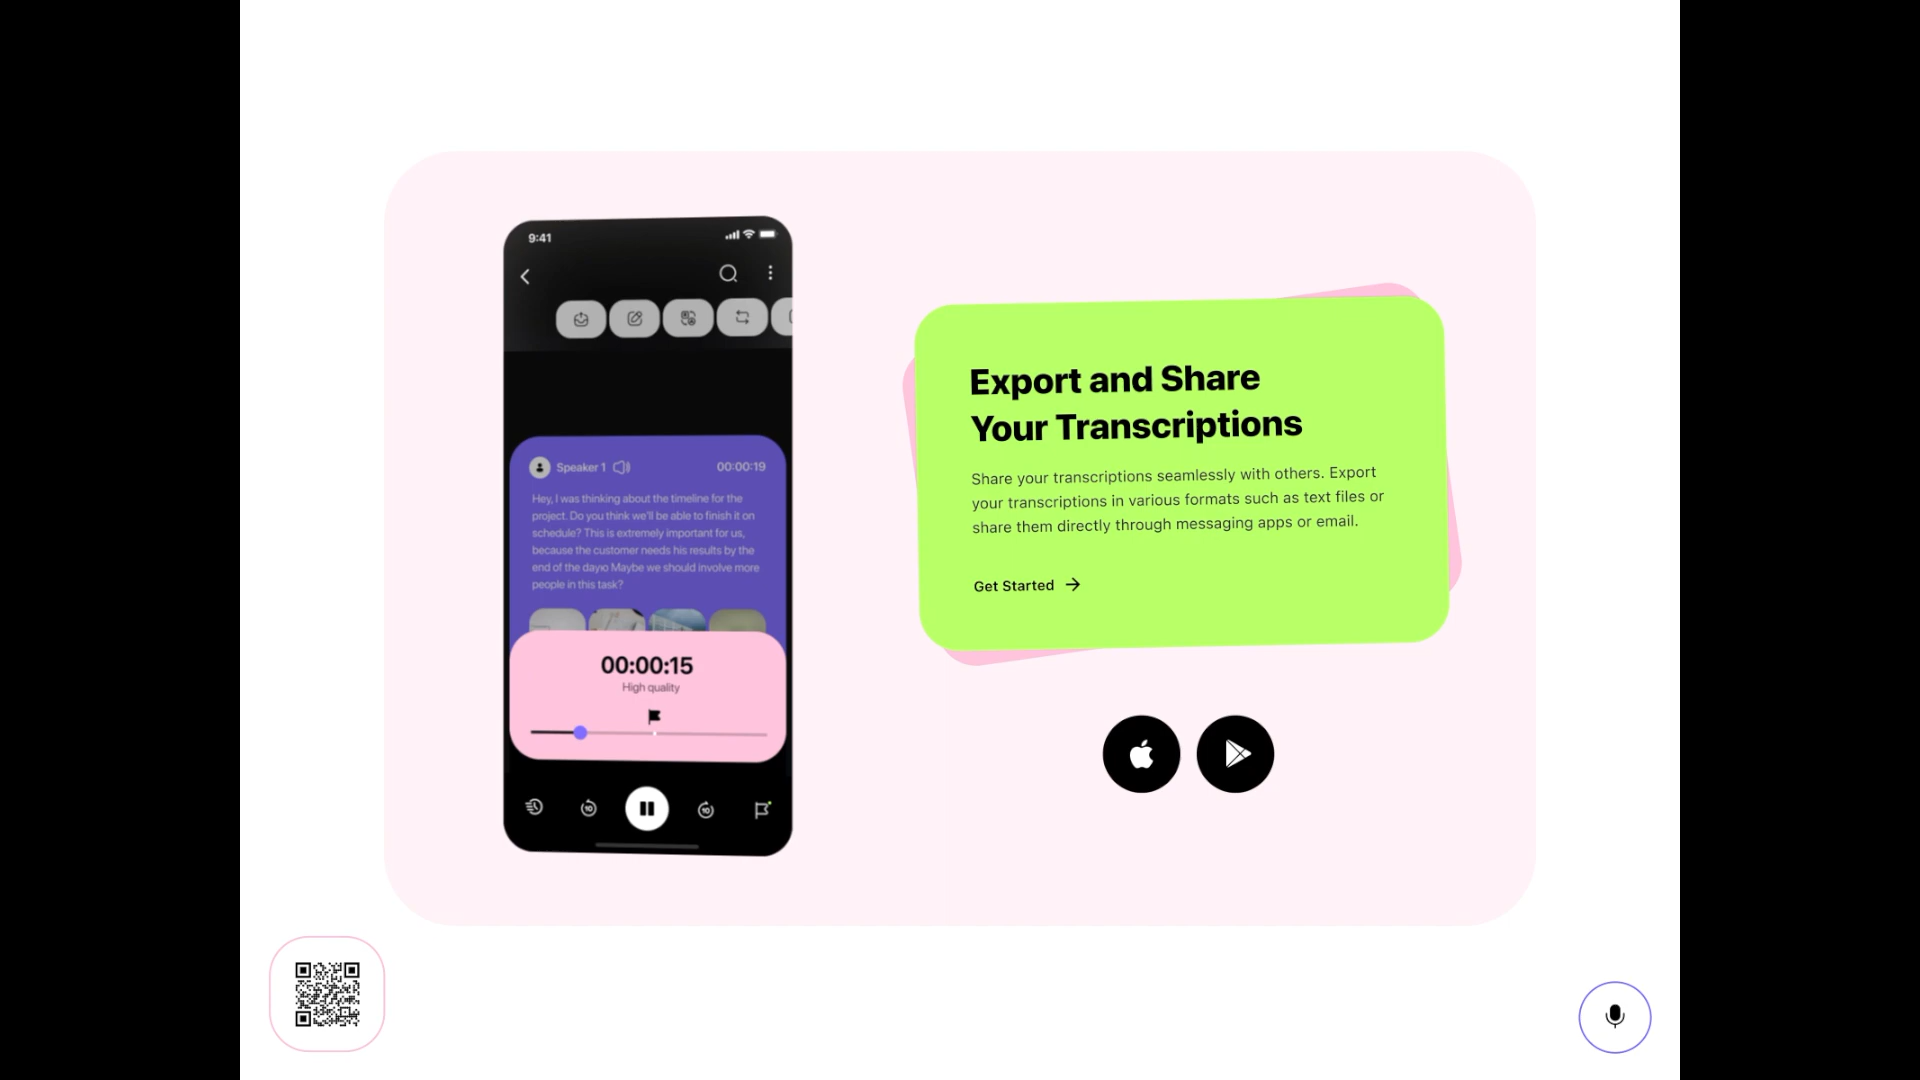 9:41
Speaker 1
00:00:19
Hey, I was thinking about the timeline for the
project. Do you think we'll be able to finish it on
schedule? This is extremely important for us,
because the customer needs his results by the
end of the dayю Maybe we should involve more
people in this task?
00:00:15
High quality
10
10
Export and Share
Your Transcriptions
Share your transcriptions seamlessly with others. Export
your transcriptions in various formats such as text files or
share them directly through messaging apps or email.
Get Started